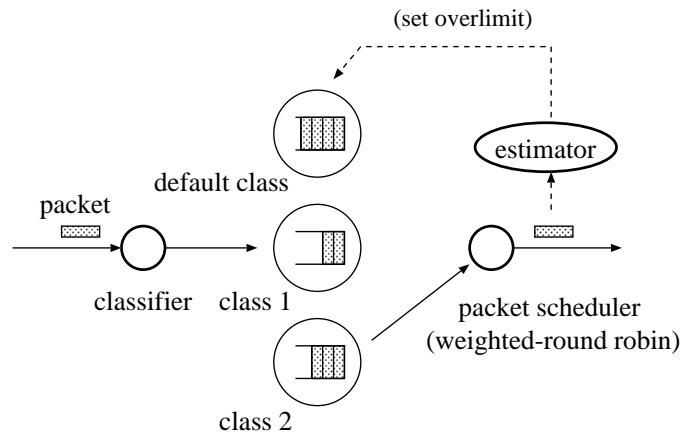 (set overlimit)
estimator
default class
packet
classifier
class 1
packet scheduler
(weighted-round robin)
class 2